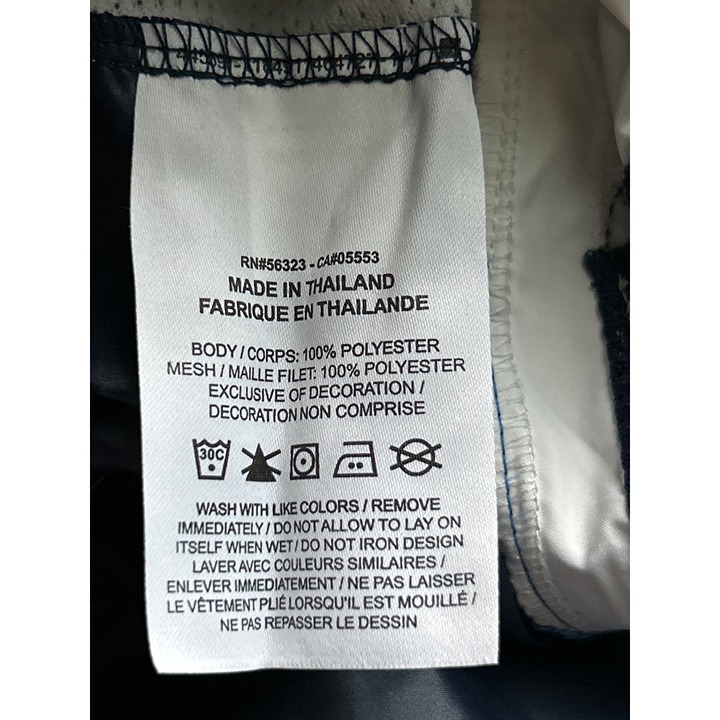 RN#56323 - CA#05553
MADE IN THAILAND
FABRIQUE EN THAILANDE
BODY / CORPS: 100% POLYESTER
MESH / MAILLE FILET: 100% POLYESTER
EXCLUSIVE OF DECORATION /
DECORATION NON COMPRISE
30C
WASH WITH LIKE COLORS / REMOVE
IMMEDIATELY / DO NOT ALLOW TO LAY ON
ITSELF WHEN WET / DO NOT IRON DESIGN
LAVER AVEC COULEURS SIMILAIRES /
ENLEVER IMMEDIATEMENT / NE PAS LAISSER
LE VÊTEMENT PLIÉ LORSQU'IL EST MOUILLÉ /
NE PAS REPASSER LE DESSIN